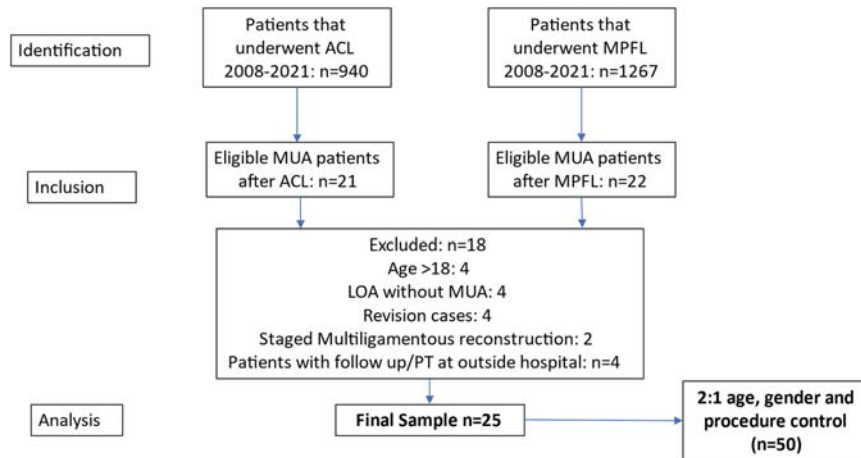 Identification
Patients that
underwent ACL
2008-2021: n=940
Patients that
underwent MPFL
2008-2021: n=1267
Inclusion
Eligible MUA patients
after ACL: n=21
Eligible MUA patients
after MPFL: n=22
Excluded: n=18
Age >18: 4
LOA without MUA: 4
Revision cases: 4
Staged Multiligamentous reconstruction: 2
Patients with follow up/PT at outside hospital: n=4
Analysis
Final Sample n=25
2:1 age, gender and
procedure control
(n=50)